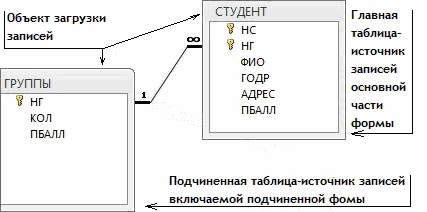 Объект загрузки
записей
СТУДЕНТ
НС
НГ
ФИО
ГОДР
АДРЕС
ПБАЛЛ
Главная
таблица-
источник
записей
основной
части
формы
∞
1
ГРУППЫ
НГ
КОЛ
ПБАЛЛ
Подчиненная таблица-источник записей
включаемой подчиненной фомы